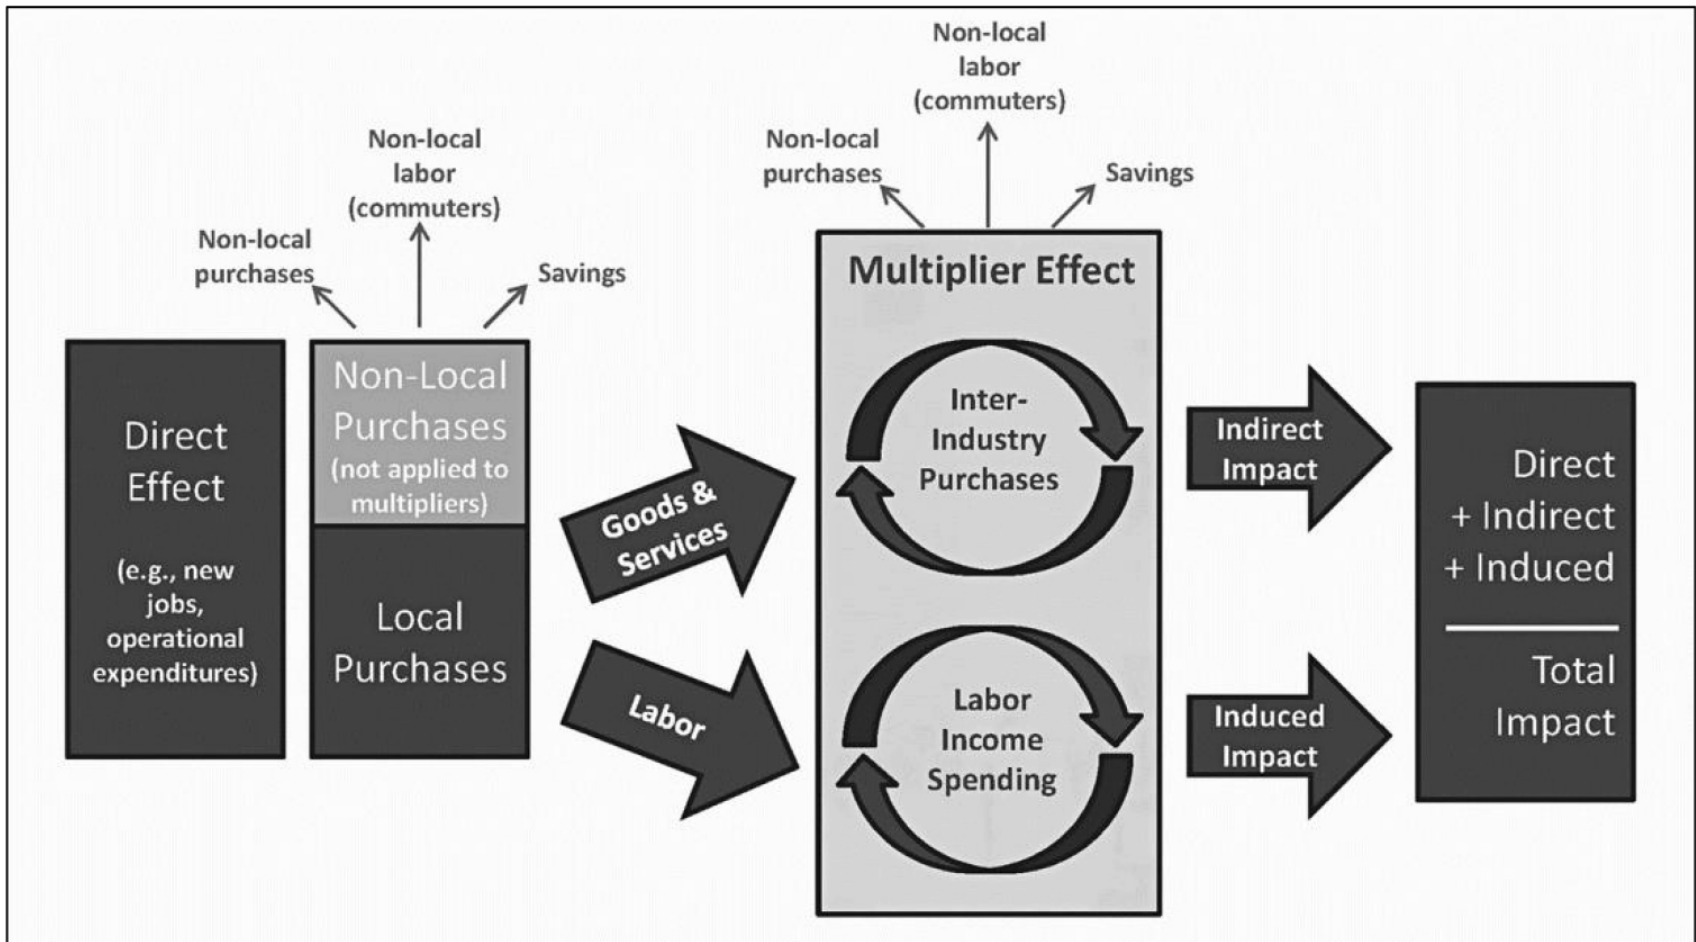 Non-local
purchases
Non-local
labor
(commuters)
Savings
Direct
Effect
(e.g., new
jobs,
operational
expenditures)
Non-Local
Purchases
(not applied to
multipliers)
Local
Purchases
Goods &
Services
Labor
Non-local
purchases
Non-local
labor
(commuters)
Savings
Multiplier Effect
Inter-
Industry
Purchases
Labor
Income
Spending
Indirect
Impact
Induced
Impact
Direct
+ Indirect
+ Induced
Total
Impact